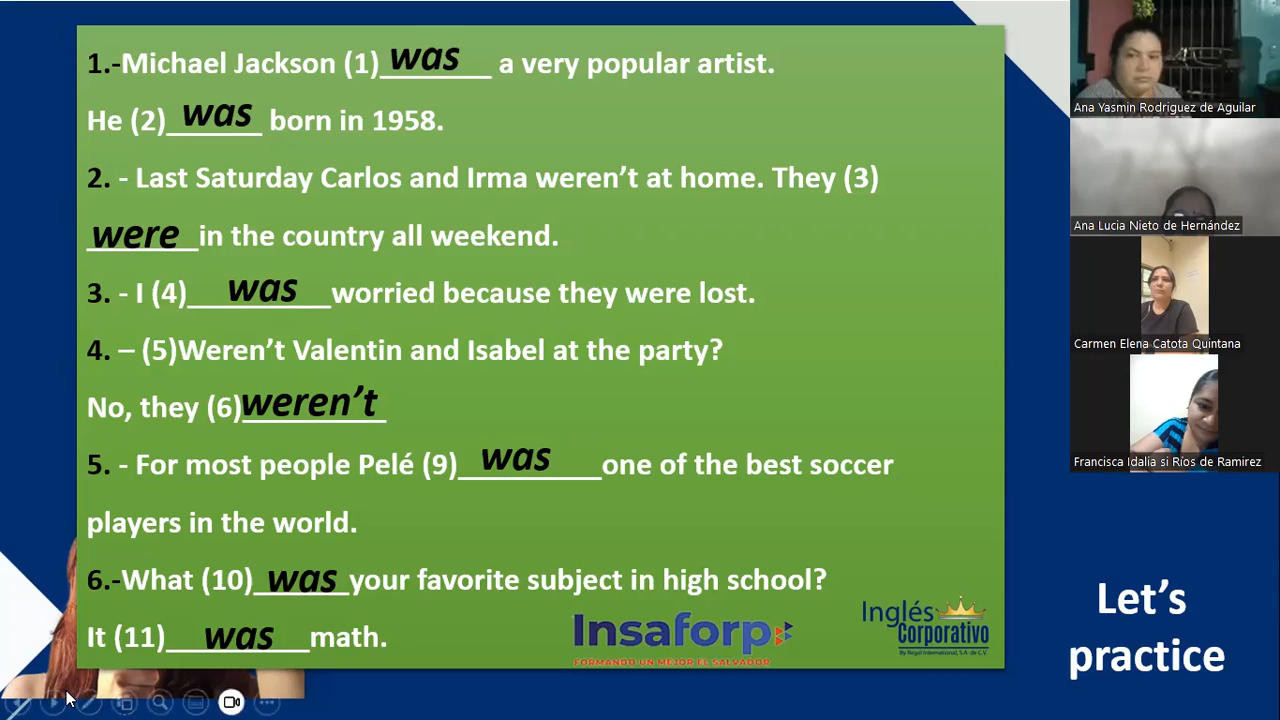 1.-Michael Jackson (1)was a very popular artist.
He (2)was born in 1958.
2. - Last Saturday Carlos and Irma weren't at home. They (3)
were in the country all weekend.
3. - I (4)was worried because they were lost.
4. – (5)Weren't Valentin and Isabel at the party?
No, they (6)weren't
5. - For most people Pelé (9)was one of the best soccer
players in the world.
6.-What (10)was your favorite subject in high school?
It (11)was math.
Insaforp
FORMANDO UN MEJOR EL SALVADOR
Inglés
Corporativo
By Regal International, S.A. de C.V.
Let's
practice
Ana Yasmin Rodriguez de Aguilar
Ana Lucia Nieto de Hernández
Carmen Elena Catota Quintana
Francisca Idalia si Ríos de Ramirez